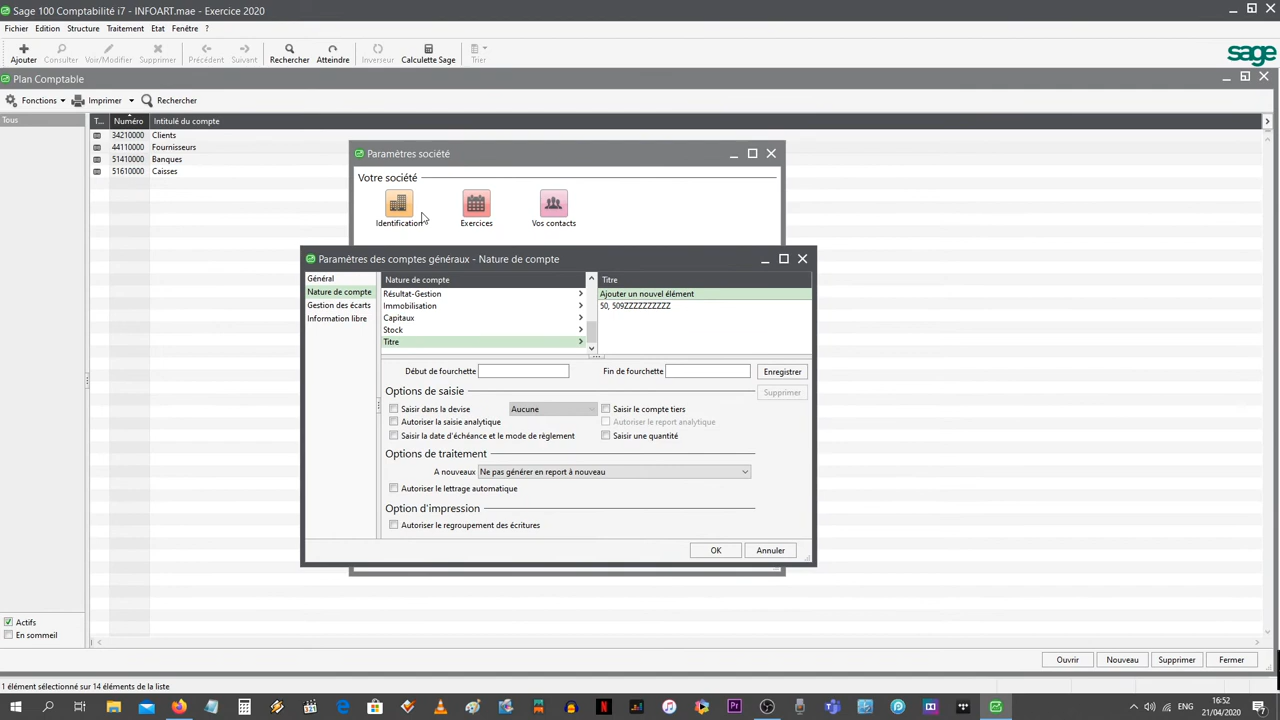 Sage 100 Comptabilité i7 - INFOART.mae - Exercice 2020
Fichier Edition Structure Traitement Etat Fenêtre ?
Ajouter Consulter Voir/Modifier Supprimer Précédent Suivant Rechercher Atteindre Inverseur Calculette Sage Trier
sage
Plan Comptable
Fonctions Imprimer Rechercher
Tous T... Numéro Intitulé du compte
34210000 Clients
44110000 Fournisseurs
51410000 Banques
51610000 Caisses
Paramètres société
Votre société
Identification Exercices Vos contacts
Paramètres des comptes généraux - Nature de compte
Général
Nature de compte
Gestion des écarts
Information libre
Nature de compte Titre
Résultat-Gestion Ajouter un nouvel élément
Immobilisation 50, 509ZZZZZZZZZZ
Capitaux
Stock
Titre
Début de fourchette Fin de fourchette Enregistrer
Options de saisie Supprimer
Saisir dans la devise Aucune Saisir le compte tiers
Autoriser la saisie analytique Autoriser le report analytique
Saisir la date d'échéance et le mode de règlement Saisir une quantité
Options de traitement
A nouveaux Ne pas générer en report à nouveau
Autoriser le lettrage automatique
Option d'impression
Autoriser le regroupement des écritures
OK Annuler
Actifs
En sommeil
Ouvrir Nouveau Supprimer Fermer
1 élément sélectionné sur 14 éléments de la liste
16:52
21/04/2020